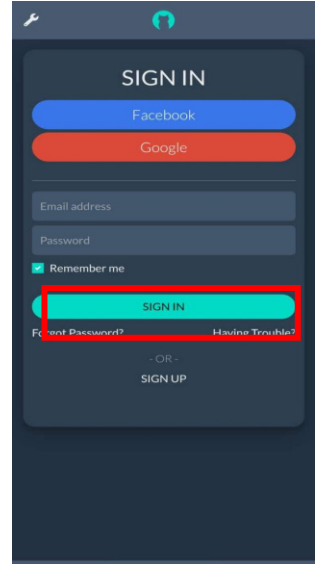 SIGN IN
Facebook
Google
Email address
Password
Remember me
SIGN IN
Forgot Password? Having Trouble?
- OR -
SIGN UP